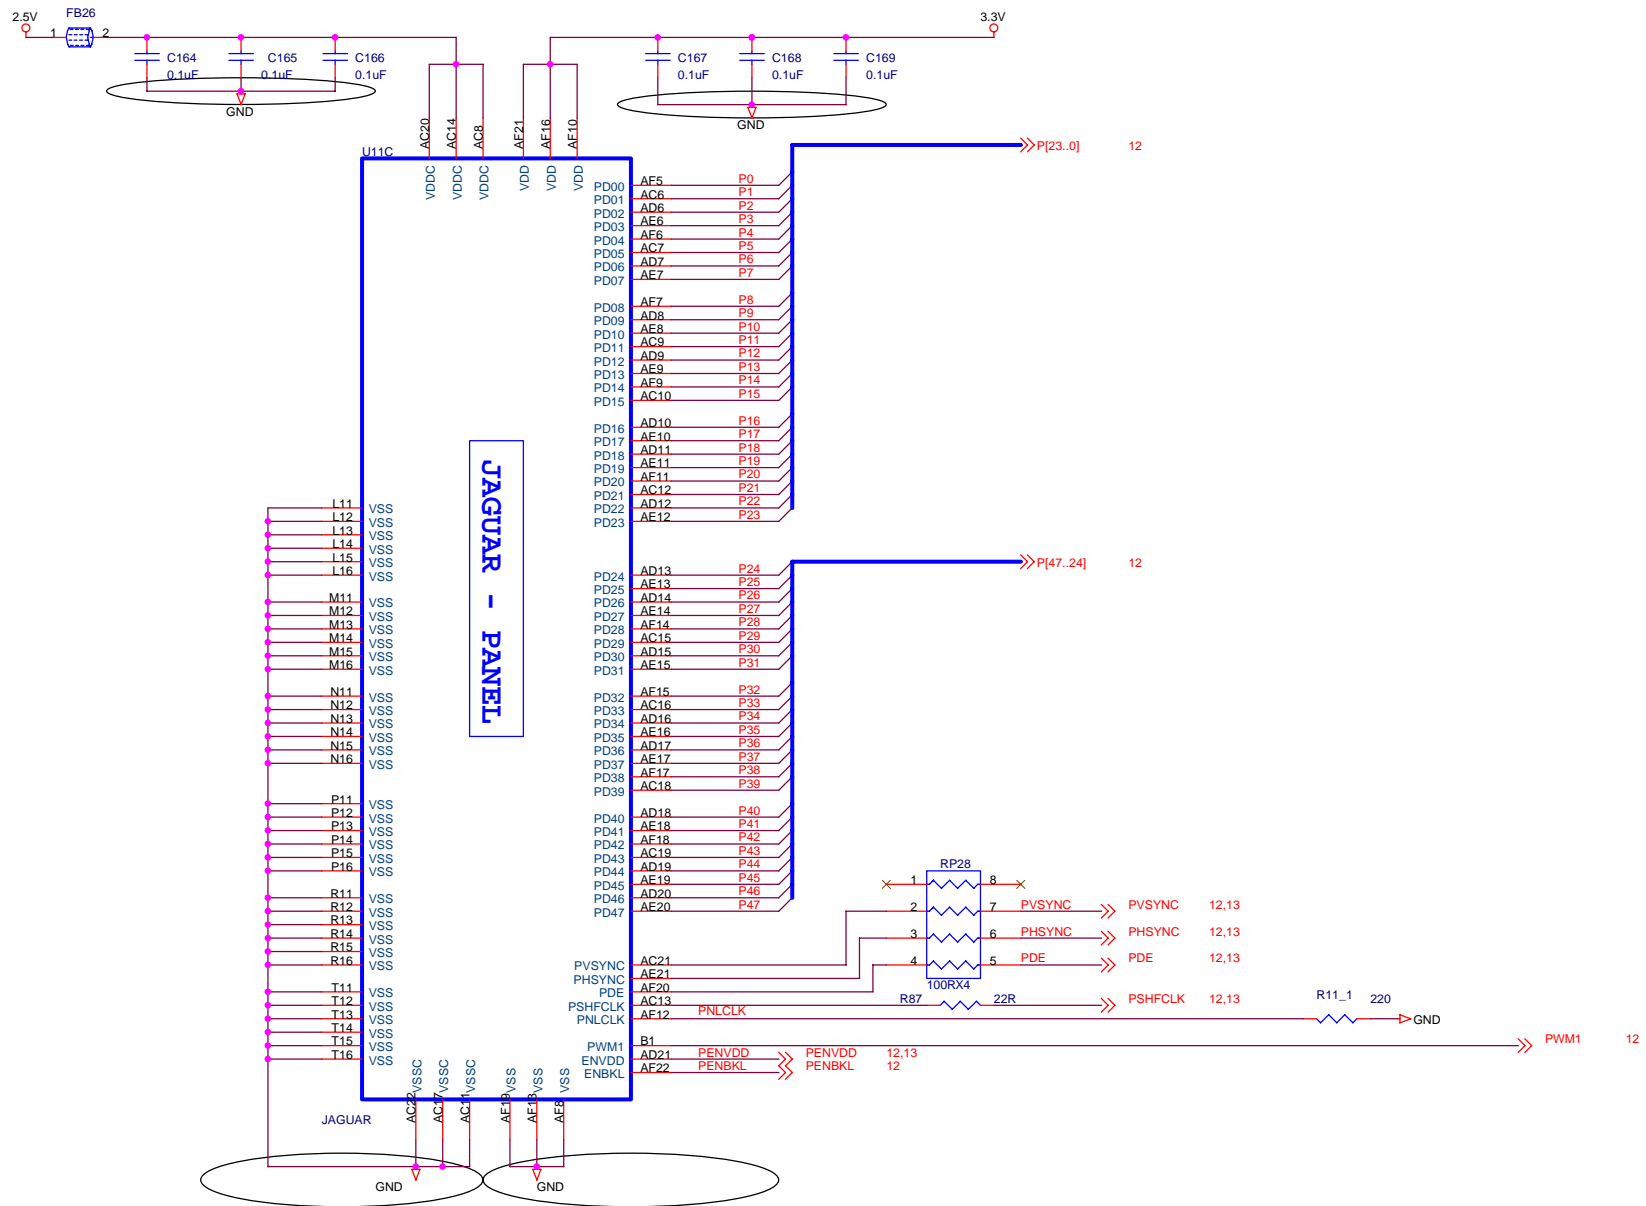 2.5V
FB26
1
2
C164
0.1uF
C165
0.1uF
C166
0.1uF
GND
3.3V
C167
0.1uF
C168
0.1uF
C169
0.1uF
GND
AC20
AC14
AC8
AF21
AF16
AF10
U11C
VDDC
VDDC
VDDC
VDD
VDD
VDD
P[23..0] 12
PD00 AF5 P0
PD01 AC6 P1
PD02 AD6 P2
PD03 AE6 P3
PD04 AF6 P4
PD05 AC7 P5
PD06 AD7 P6
PD07 AE7 P7
PD08 AF7 P8
PD09 AD8 P9
PD10 AE8 P10
PD11 AC9 P11
PD12 AD9 P12
PD13 AE9 P13
PD14 AF9 P14
PD15 AC10 P15
PD16 AD10 P16
PD17 AE10 P17
PD18 AD11 P18
PD19 AE11 P19
PD20 AF11 P20
PD21 AC12 P21
PD22 AD12 P22
PD23 AE12 P23
JAGUAR - PANEL
L11 VSS
L12 VSS
L13 VSS
L14 VSS
L15 VSS
L16 VSS
M11 VSS
M12 VSS
M13 VSS
M14 VSS
M15 VSS
M16 VSS
N11 VSS
N12 VSS
N13 VSS
N14 VSS
N15 VSS
N16 VSS
P11 VSS
P12 VSS
P13 VSS
P14 VSS
P15 VSS
P16 VSS
R11 VSS
R12 VSS
R13 VSS
R14 VSS
R15 VSS
R16 VSS
T11 VSS
T12 VSS
T13 VSS
T14 VSS
T15 VSS
T16 VSS
P[47..24] 12
PD24 AD13 P24
PD25 AE13 P25
PD26 AD14 P26
PD27 AE14 P27
PD28 AF14 P28
PD29 AC15 P29
PD30 AD15 P30
PD31 AE15 P31
PD32 AF15 P32
PD33 AC16 P33
PD34 AD16 P34
PD35 AE16 P35
PD36 AD17 P36
PD37 AE17 P37
PD38 AF17 P38
PD39 AC18 P39
PD40 AD18 P40
PD41 AE18 P41
PD42 AF18 P42
PD43 AC19 P43
PD44 AD19 P44
PD45 AE19 P45
PD46 AD20 P46
PD47 AE20 P47
RP28
1 8
2 7 PVSYNC PVSYNC 12,13
3 6 PHSYNC PHSYNC 12,13
4 5 PDE PDE 12,13
100RX4
PVSYNC AC21
PHSYNC AE21
PDE AF20
PSHFCLK AC13 R87 22R PSHFCLK 12,13
PNLCLK AF12 PNLCLK R11_1 220 GND
PWM1 B1 PWM1 12
ENVDD AD21 PENVDD PENVDD 12,13
ENBKL AF22 PENBKL PENBKL 12
VSSC
VSSC
VSSC
VSS
VSS
VSS
AC22
AC17
AC11
AF19
AF13
AF8
JAGUAR
GND
GND